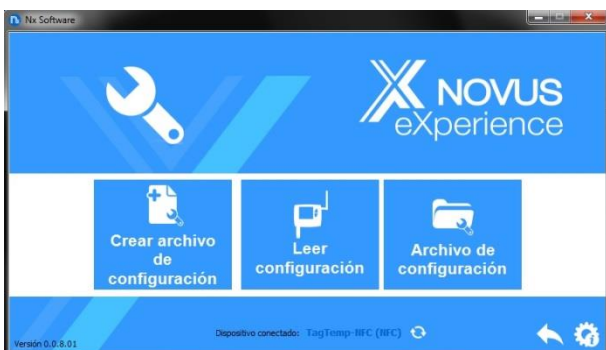 Nx Software
NOVUS
eXperience
Crear archivo
de
configuración
Leer
configuración
Archivo de
configuración
Dispositivo conectado: TagTemp-NFC (NFC)
Versión 0.0.8.01